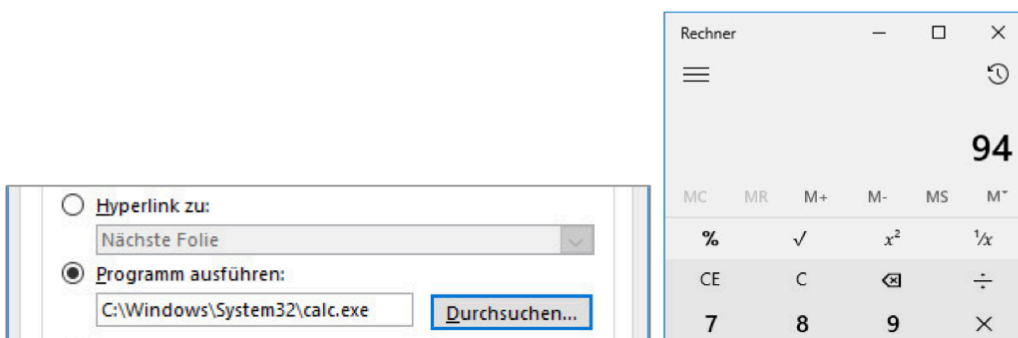 Hyperlink zu:
Nächste Folie
Programm ausführen:
C:\Windows\System32\calc.exe
Durchsuchen...
Rechner
94
MC MR M+ M- MS M˅
% √ x² ¹/x
CE C ⌫ ÷
7 8 9 ×